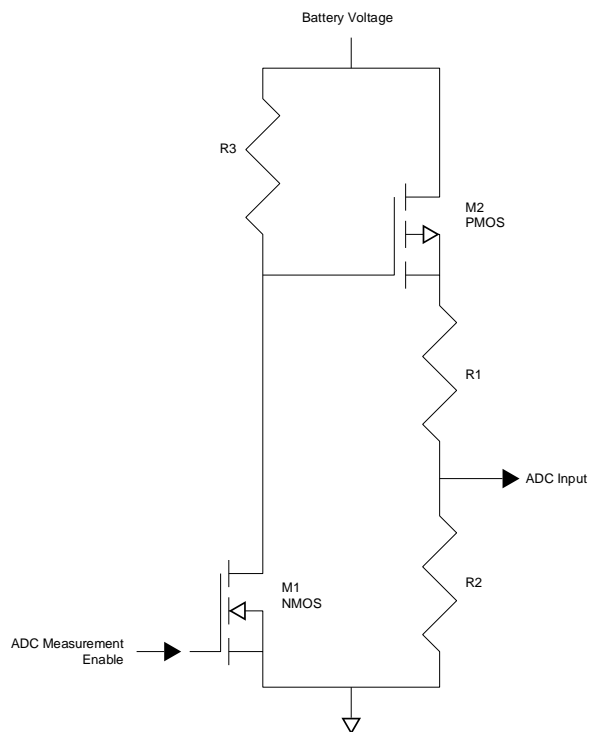 Battery Voltage
R3
M2
PMOS
R1
ADC Input
M1
NMOS
R2
ADC Measurement
Enable